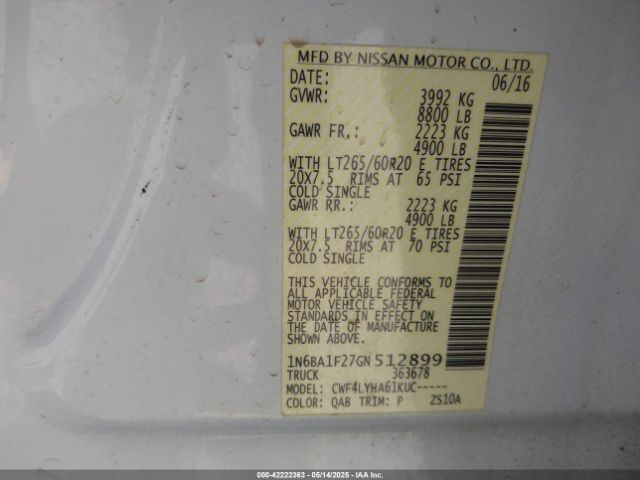 MFD BY NISSAN MOTOR CO., LTD.
DATE: 06/16
GVWR: 3992 KG
8800 LB
GAWR FR.: 2223 KG
4900 LB
WITH LT265/60R20 E TIRES
20X7.5 RIMS AT 65 PSI
COLD SINGLE
GAWR RR.: 2223 KG
4900 LB
WITH LT265/60R20 E TIRES
20X7.5 RIMS AT 70 PSI
COLD SINGLE
THIS VEHICLE CONFORMS TO
ALL APPLICABLE FEDERAL
MOTOR VEHICLE SAFETY
STANDARDS IN EFFECT ON
THE DATE OF MANUFACTURE.
1N6BA1F27GN512899
TRUCK 363678
MODEL: CWF4LYHA61KUC-----
COLOR: QAB TRIM: P ZS10A
000-42222363 - 05/14/2025 - IAA Inc.